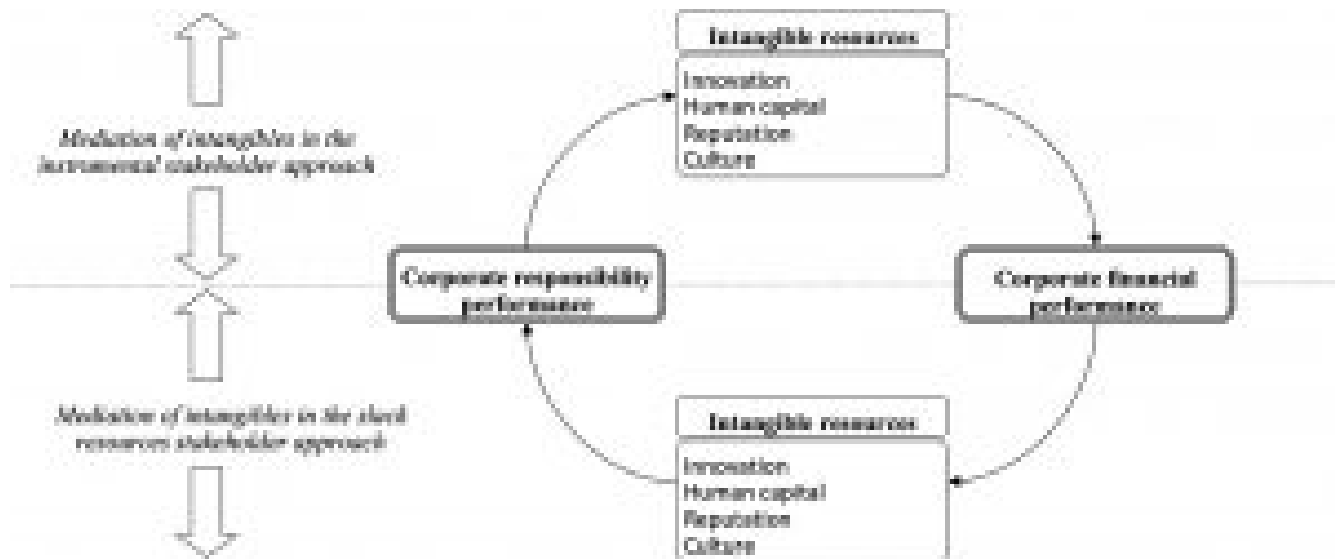 Intangible resources
Innovation
Human capital
Reputation
Culture
Mediation of intangibles in the
instrumental stakeholder approach
Corporate responsibility
performance
Corporate financial
performance
Mediation of intangibles in the slack
resources stakeholder approach
Intangible resources
Innovation
Human capital
Reputation
Culture